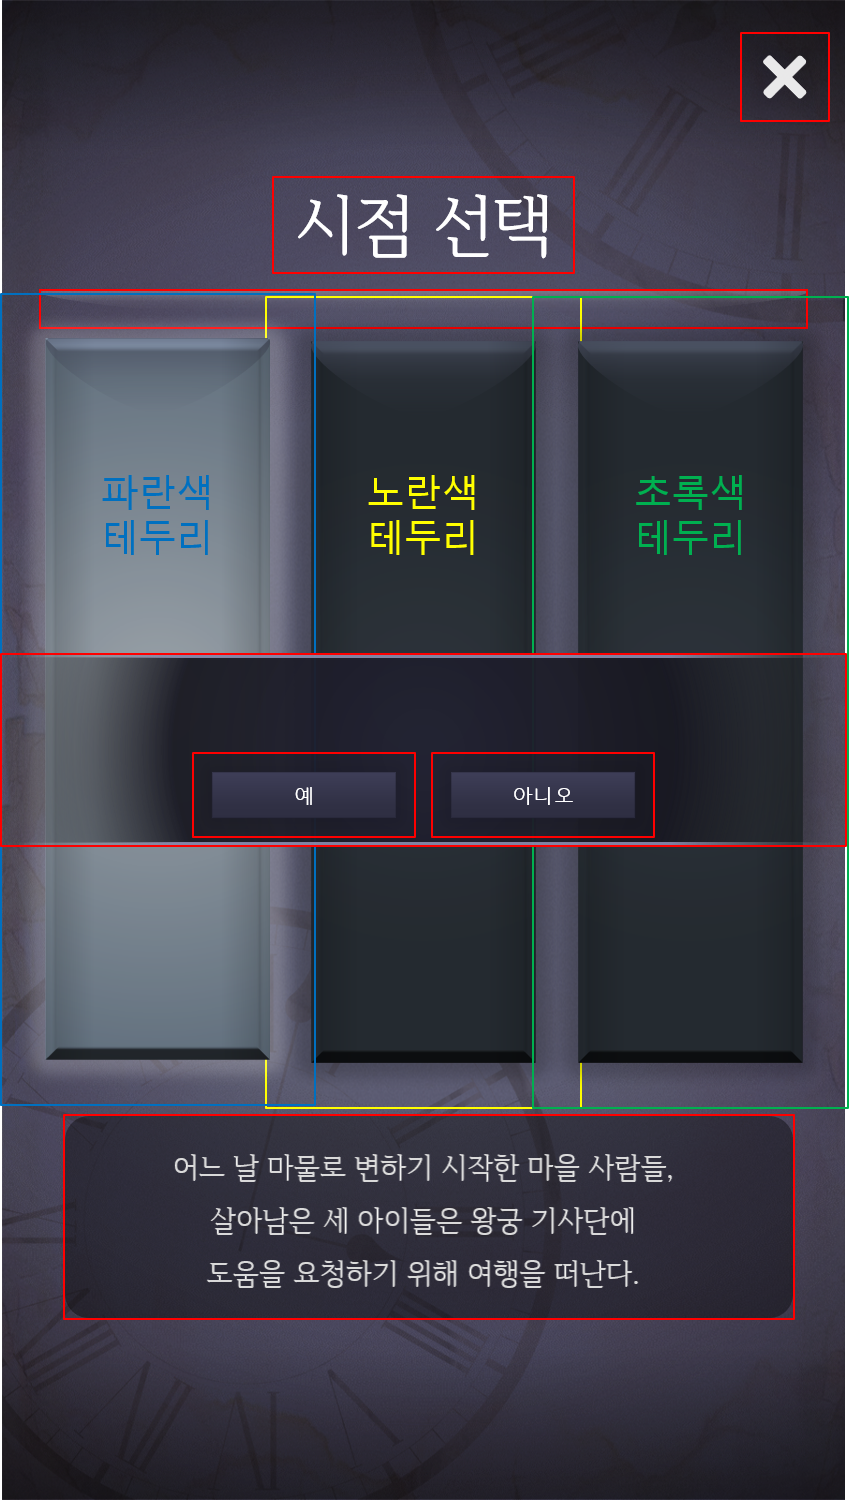 시점 선택
파란색
테두리
노란색
테두리
초록색
테두리
예
아니오
어느 날 마물로 변하기 시작한 마을 사람들,
살아남은 세 아이들은 왕궁 기사단에
도움을 요청하기 위해 여행을 떠난다.